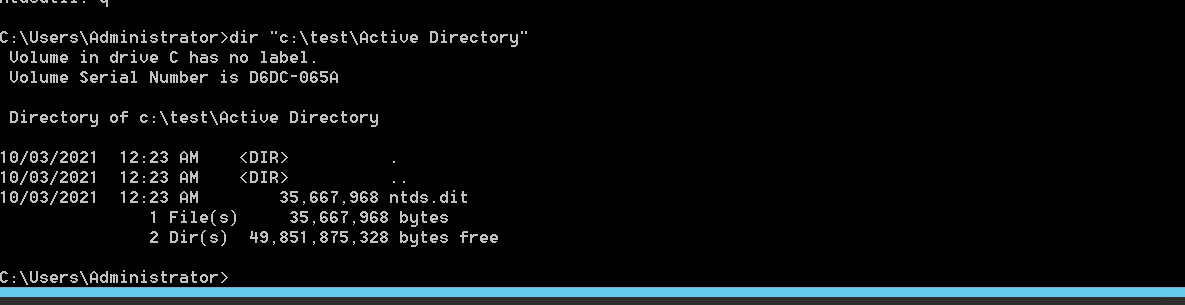 ntdsutil: q
C:\Users\Administrator>dir "c:\test\Active Directory"
 Volume in drive C has no label.
 Volume Serial Number is D6DC-065A
 Directory of c:\test\Active Directory
10/03/2021  12:23 AM    <DIR>          .
10/03/2021  12:23 AM    <DIR>          ..
10/03/2021  12:23 AM        35,667,968 ntds.dit
               1 File(s)     35,667,968 bytes
               2 Dir(s)  49,851,875,328 bytes free
C:\Users\Administrator>